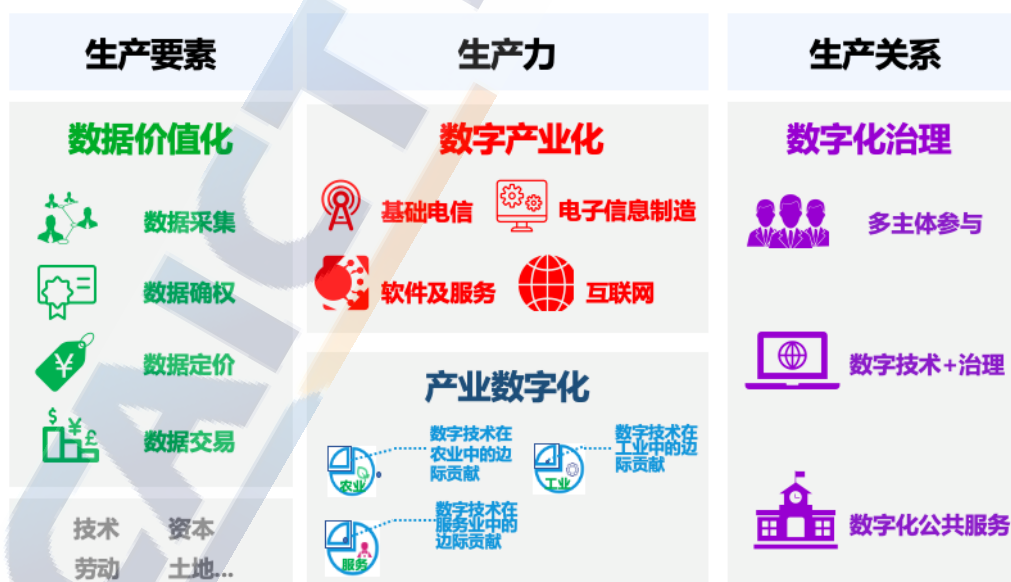 生产要素
数据价值化
数据采集
数据确权
¥
数据定价
$ ¥ £
数据交易
技术 资本
劳动 土地...
生产力
数字产业化
基础电信 电子信息制造
软件及服务 互联网
产业数字化
农业
数字技术在
农业中的边
际贡献
工业
数字技术在
工业中的边
际贡献
服务
数字技术在
服务业中的
边际贡献
生产关系
数字化治理
多主体参与
数字技术+治理
数字化公共服务
CAICT